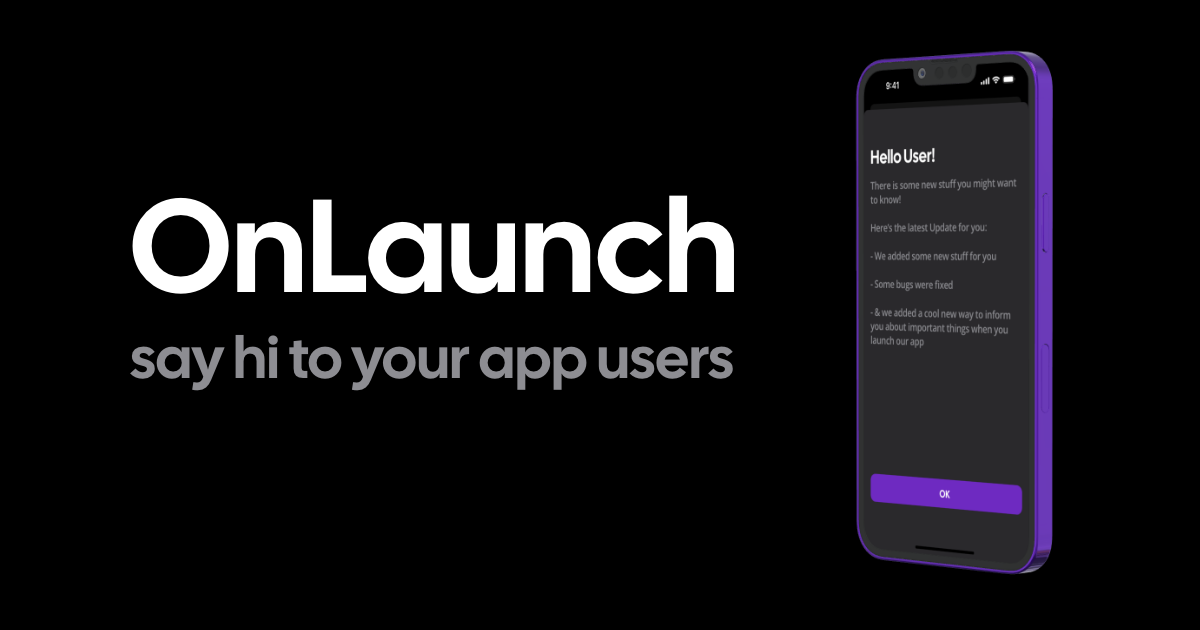 OnLaunch
say hi to your app users
9:41
Hello User!
There is some new stuff you might want
to know!
Here's the latest Update for you:
- We added some new stuff for you
- Some bugs were fixed
- & we added a cool new way to inform
you about important things when you
launch our app
OK